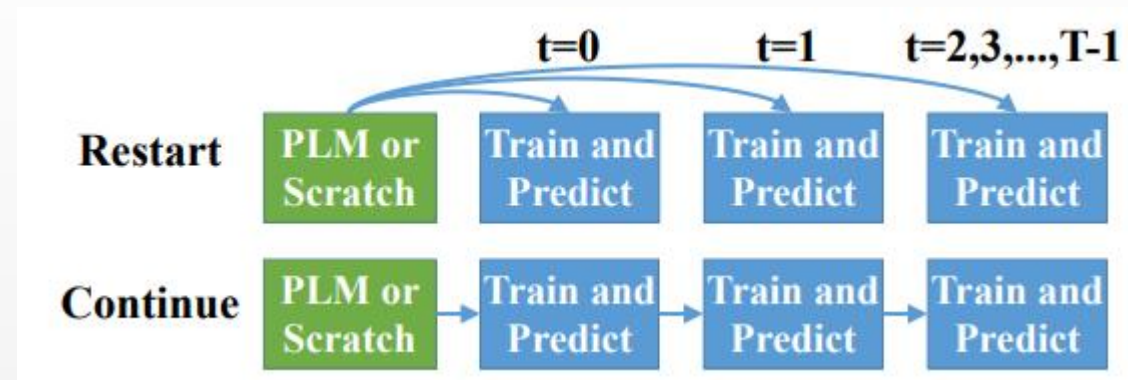 t=0 t=1 t=2,3,...,T-1
Restart
PLM or Train and Train and Train and
Scratch Predict Predict Predict
Continue
PLM or Train and Train and Train and
Scratch Predict Predict Predict